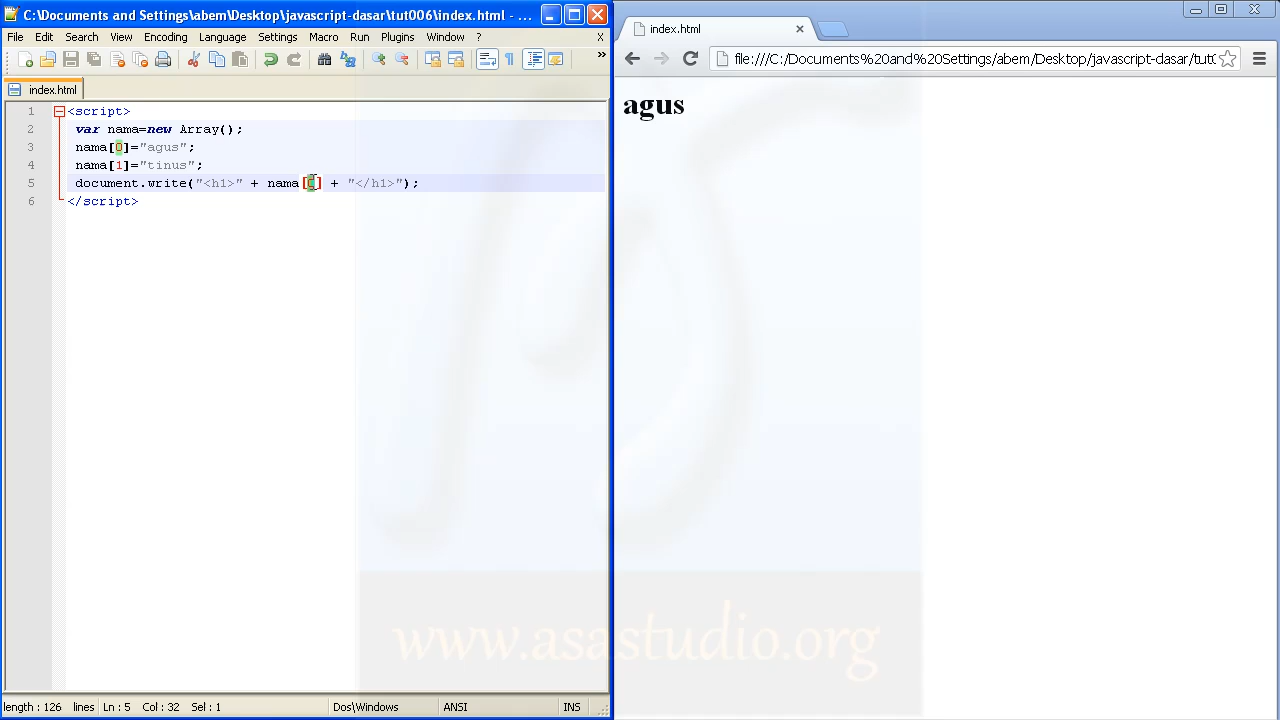 C:\Documents and Settings\abem\Desktop\javascript-dasar\tut006\index.html - ...
File Edit Search View Encoding Language Settings Macro Run Plugins Window X
index.html
1 <script>
2 var nama=new Array();
3 nama[0]="agus";
4 nama[1]="tinus";
5 document.write("<h1>" + nama[0] + "</h1>");
6 </script>
length : 126 lines Ln : 5 Col : 32 Sel : 1 Dos\Windows ANSI INS
index.html
file:///C:/Documents%20and%20Settings/abem/Desktop/javascript-dasar/tut0
agus
www.asastudio.org